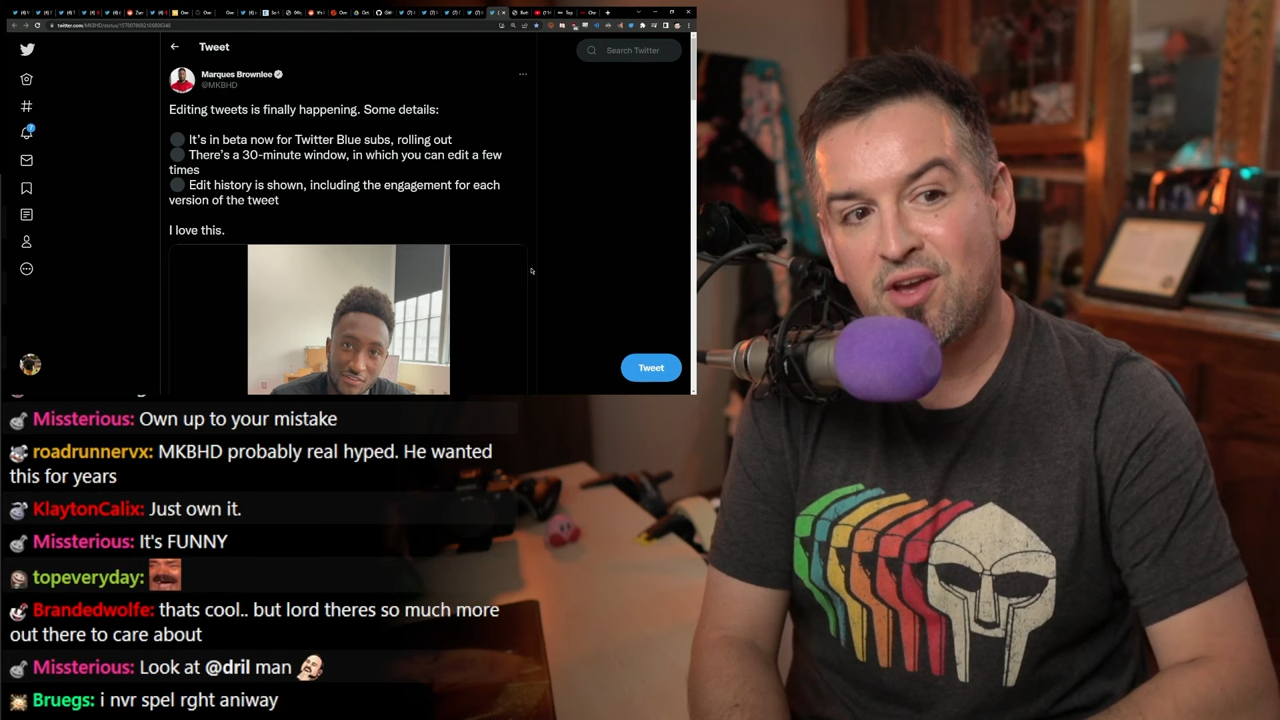 twitter.com/MKBHD/status/
Tweet
Search Twitter
Marques Brownlee
@MKBHD
Editing tweets is finally happening. Some details:
It's in beta now for Twitter Blue subs, rolling out
There's a 30-minute window, in which you can edit a few
times
Edit history is shown, including the engagement for each
version of the tweet
I love this.
Tweet
Missterious: Own up to your mistake
roadrunnervx: MKBHD probably real hyped. He wanted
this for years
KlaytonCalix: Just own it.
Missterious: It's FUNNY
topeveryday:
Brandedwolfe: thats cool.. but lord theres so much more
out there to care about
Missterious: Look at @dril man
Bruegs: i nvr spel rght aniway